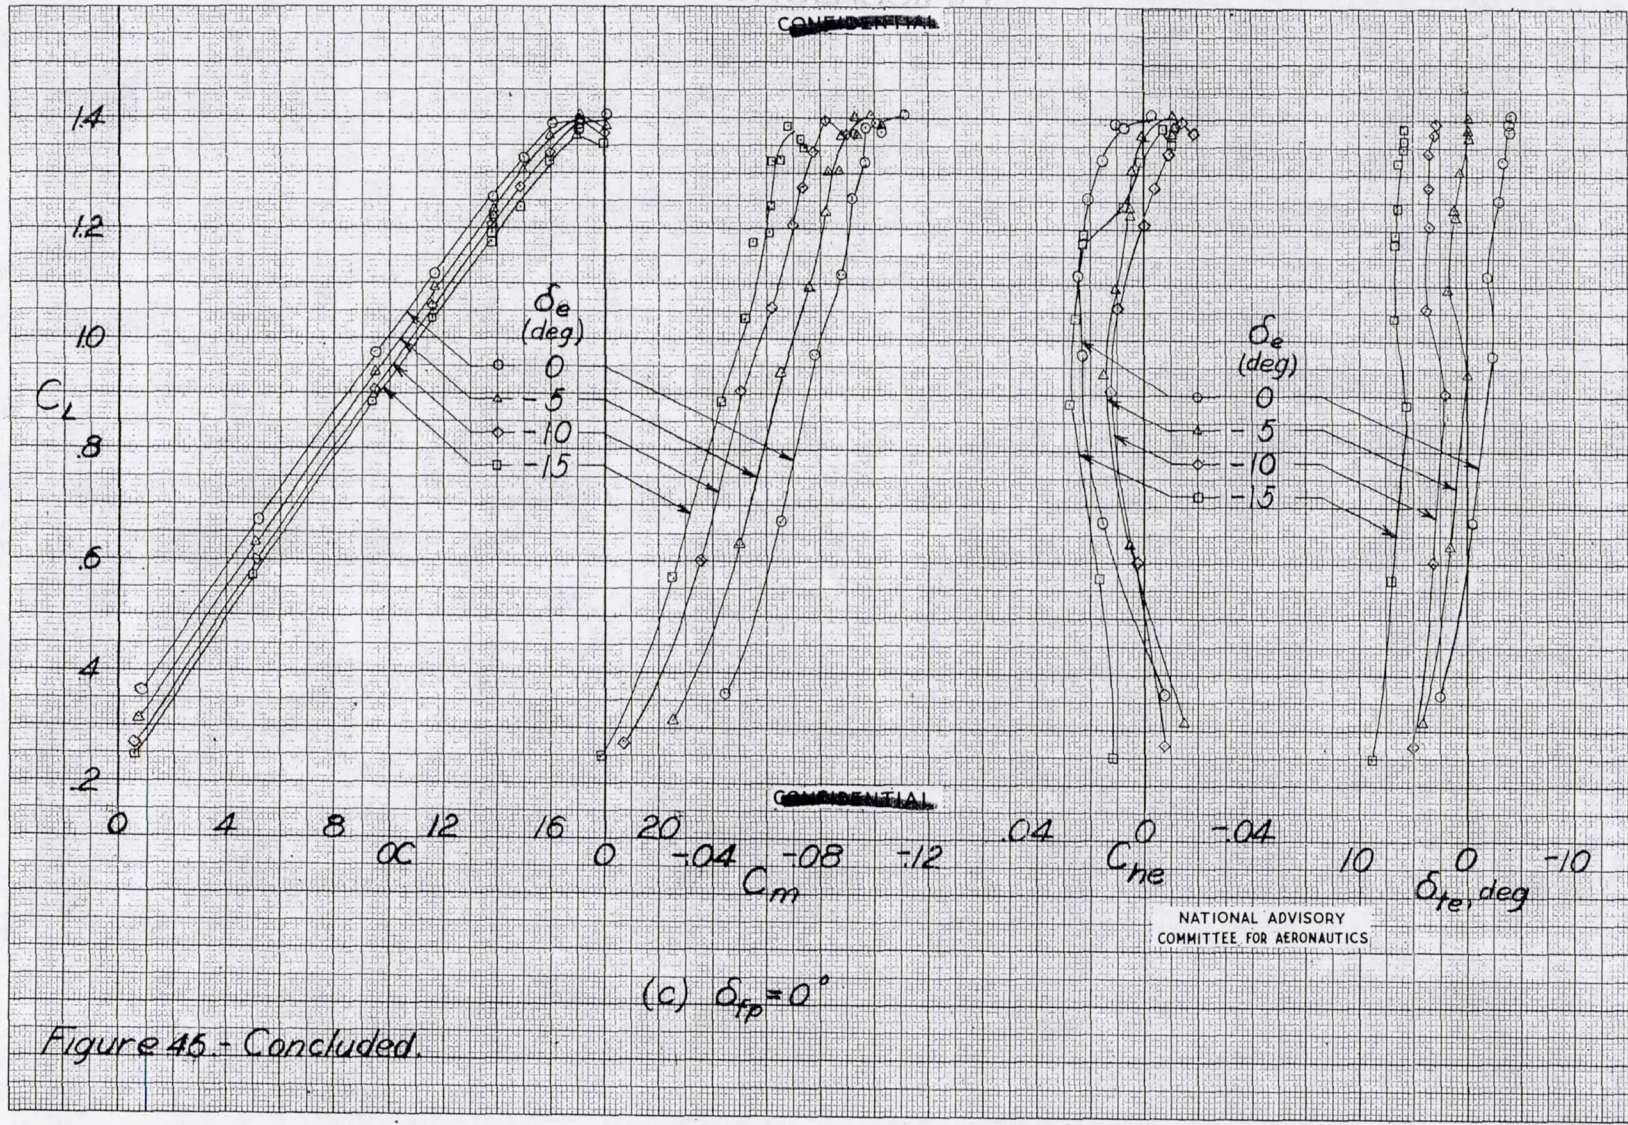 CONFIDENTIAL
1.4
1.2
1.0
.8
.6
.4
.2
C_L
δe
(deg)
0
-5
-10
-15
δe
(deg)
0
-5
-10
-15
CONFIDENTIAL
0 4 8 12 16 20
α
0 -.04 -.08 -.12
Cm
.04 0 -.04
Che
10 0 -10
δte, deg
NATIONAL ADVISORY
COMMITTEE FOR AERONAUTICS
(c) δfp=0°
Figure 45.- Concluded.